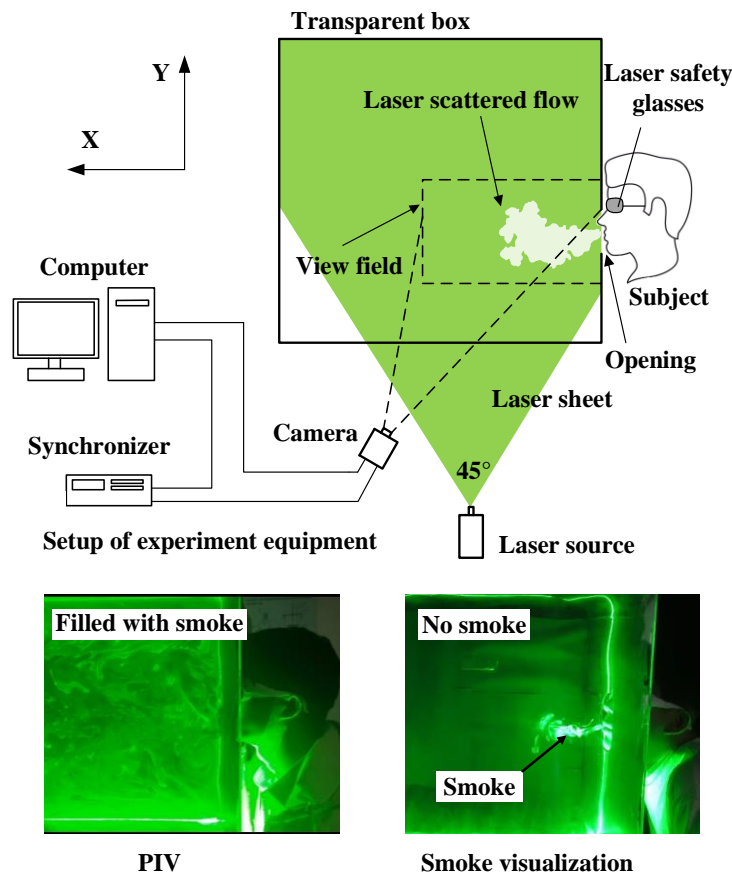 Transparent box
Y
X
Laser safety
glasses
Laser scattered flow
View field
Computer
Subject
Opening
Laser sheet
Camera
Synchronizer
45°
Setup of experiment equipment
Laser source
Filled with smoke
No smoke
Smoke
PIV
Smoke visualization